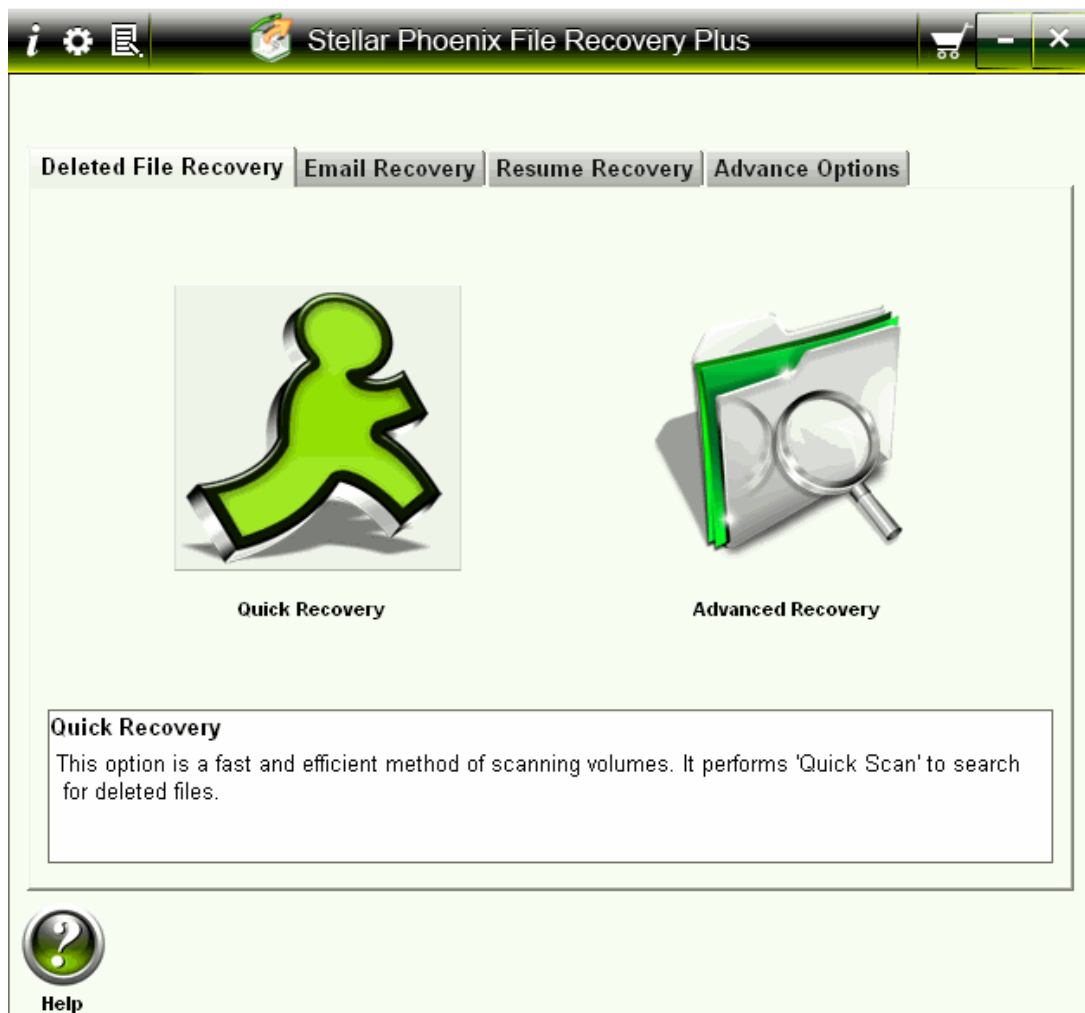 Stellar Phoenix File Recovery Plus
Deleted File Recovery Email Recovery Resume Recovery Advance Options
Quick Recovery Advanced Recovery
Quick Recovery
This option is a fast and efficient method of scanning volumes. It performs 'Quick Scan' to search
for deleted files.
Help